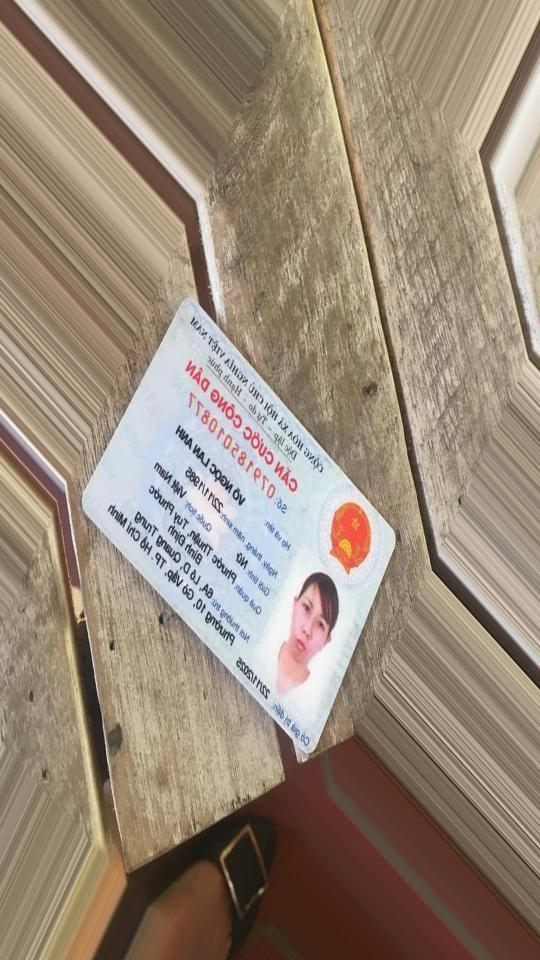 CỘNG HÒA XÃ HỘI CHỦ NGHĨA VIỆT NAM
Độc lập - Tự do - Hạnh phúc
CĂN CƯỚC CÔNG DÂN
Số: 079185010877
Họ và tên:
VÕ NGỌC LAN ANH
Ngày, tháng, năm sinh: 22/11/1985
Giới tính: Nữ Quốc tịch: Việt Nam
Quê quán: Phước Thuận, Tuy Phước
Bình Định
Nơi thường trú: 6A Lô D, Quang Trung
Phường 10, Gò Vấp, TP. Hồ Chí Minh
Có giá trị đến: 22/11/2025